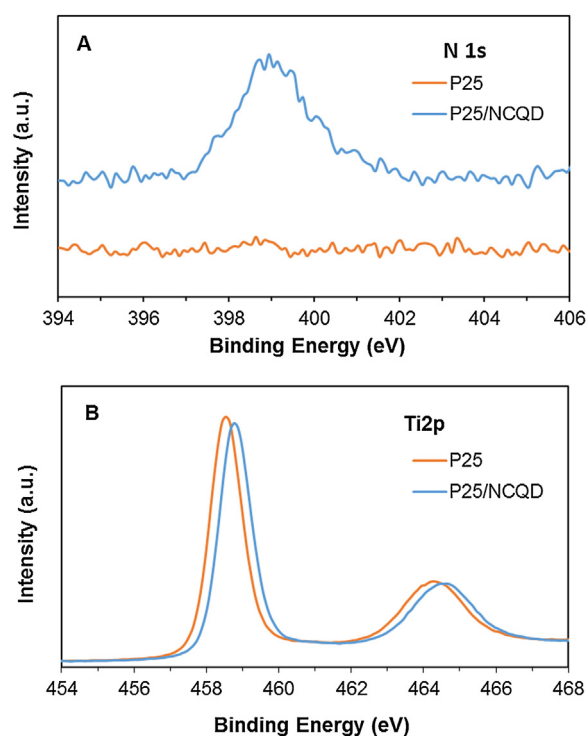 A
N 1s
P25
P25/NCQD
Intensity (a.u.)
394 396 398 400 402 404 406
Binding Energy (eV)
B
Ti2p
P25
P25/NCQD
Intensity (a.u.)
454 456 458 460 462 464 466 468
Binding Energy (eV)